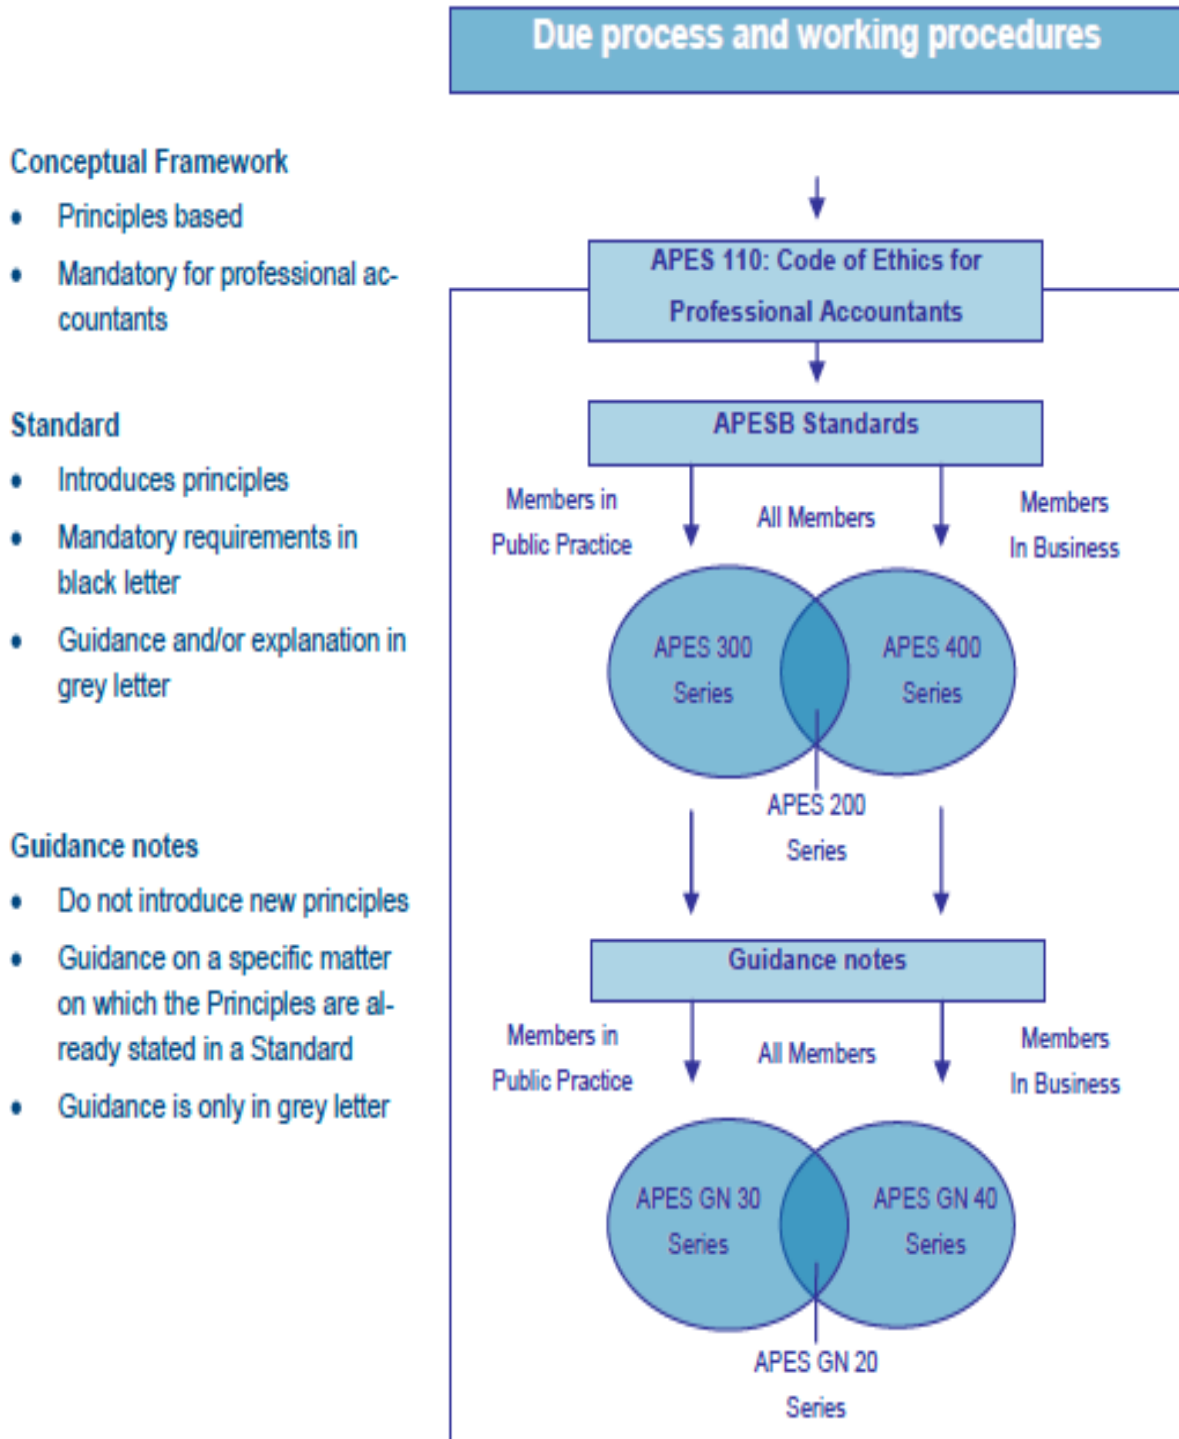 Due process and working procedures
Conceptual Framework
• Principles based
• Mandatory for professional ac-
countants
Standard
• Introduces principles
• Mandatory requirements in
black letter
• Guidance and/or explanation in
grey letter
Guidance notes
• Do not introduce new principles
• Guidance on a specific matter
on which the Principles are al-
ready stated in a Standard
• Guidance is only in grey letter
APES 110: Code of Ethics for
Professional Accountants
APESB Standards
Members in
Public Practice
All Members
Members
In Business
APES 300
Series
APES 400
Series
APES 200
Series
Guidance notes
Members in
Public Practice
All Members
Members
In Business
APES GN 30
Series
APES GN 40
Series
APES GN 20
Series